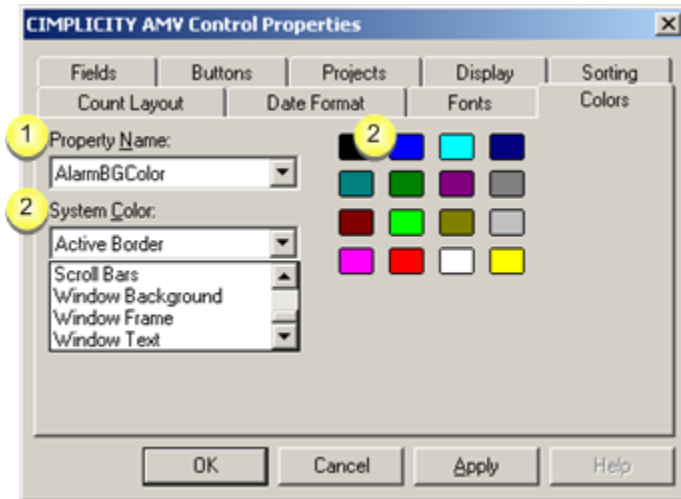 CIMPLICITY AMV Control Properties
Fields Buttons Projects Display Sorting
Count Layout Date Format Fonts Colors
1 Property Name: 2
AlarmBGColor
2 System Color:
Active Border
Scroll Bars
Window Background
Window Frame
Window Text
OK Cancel Apply Help